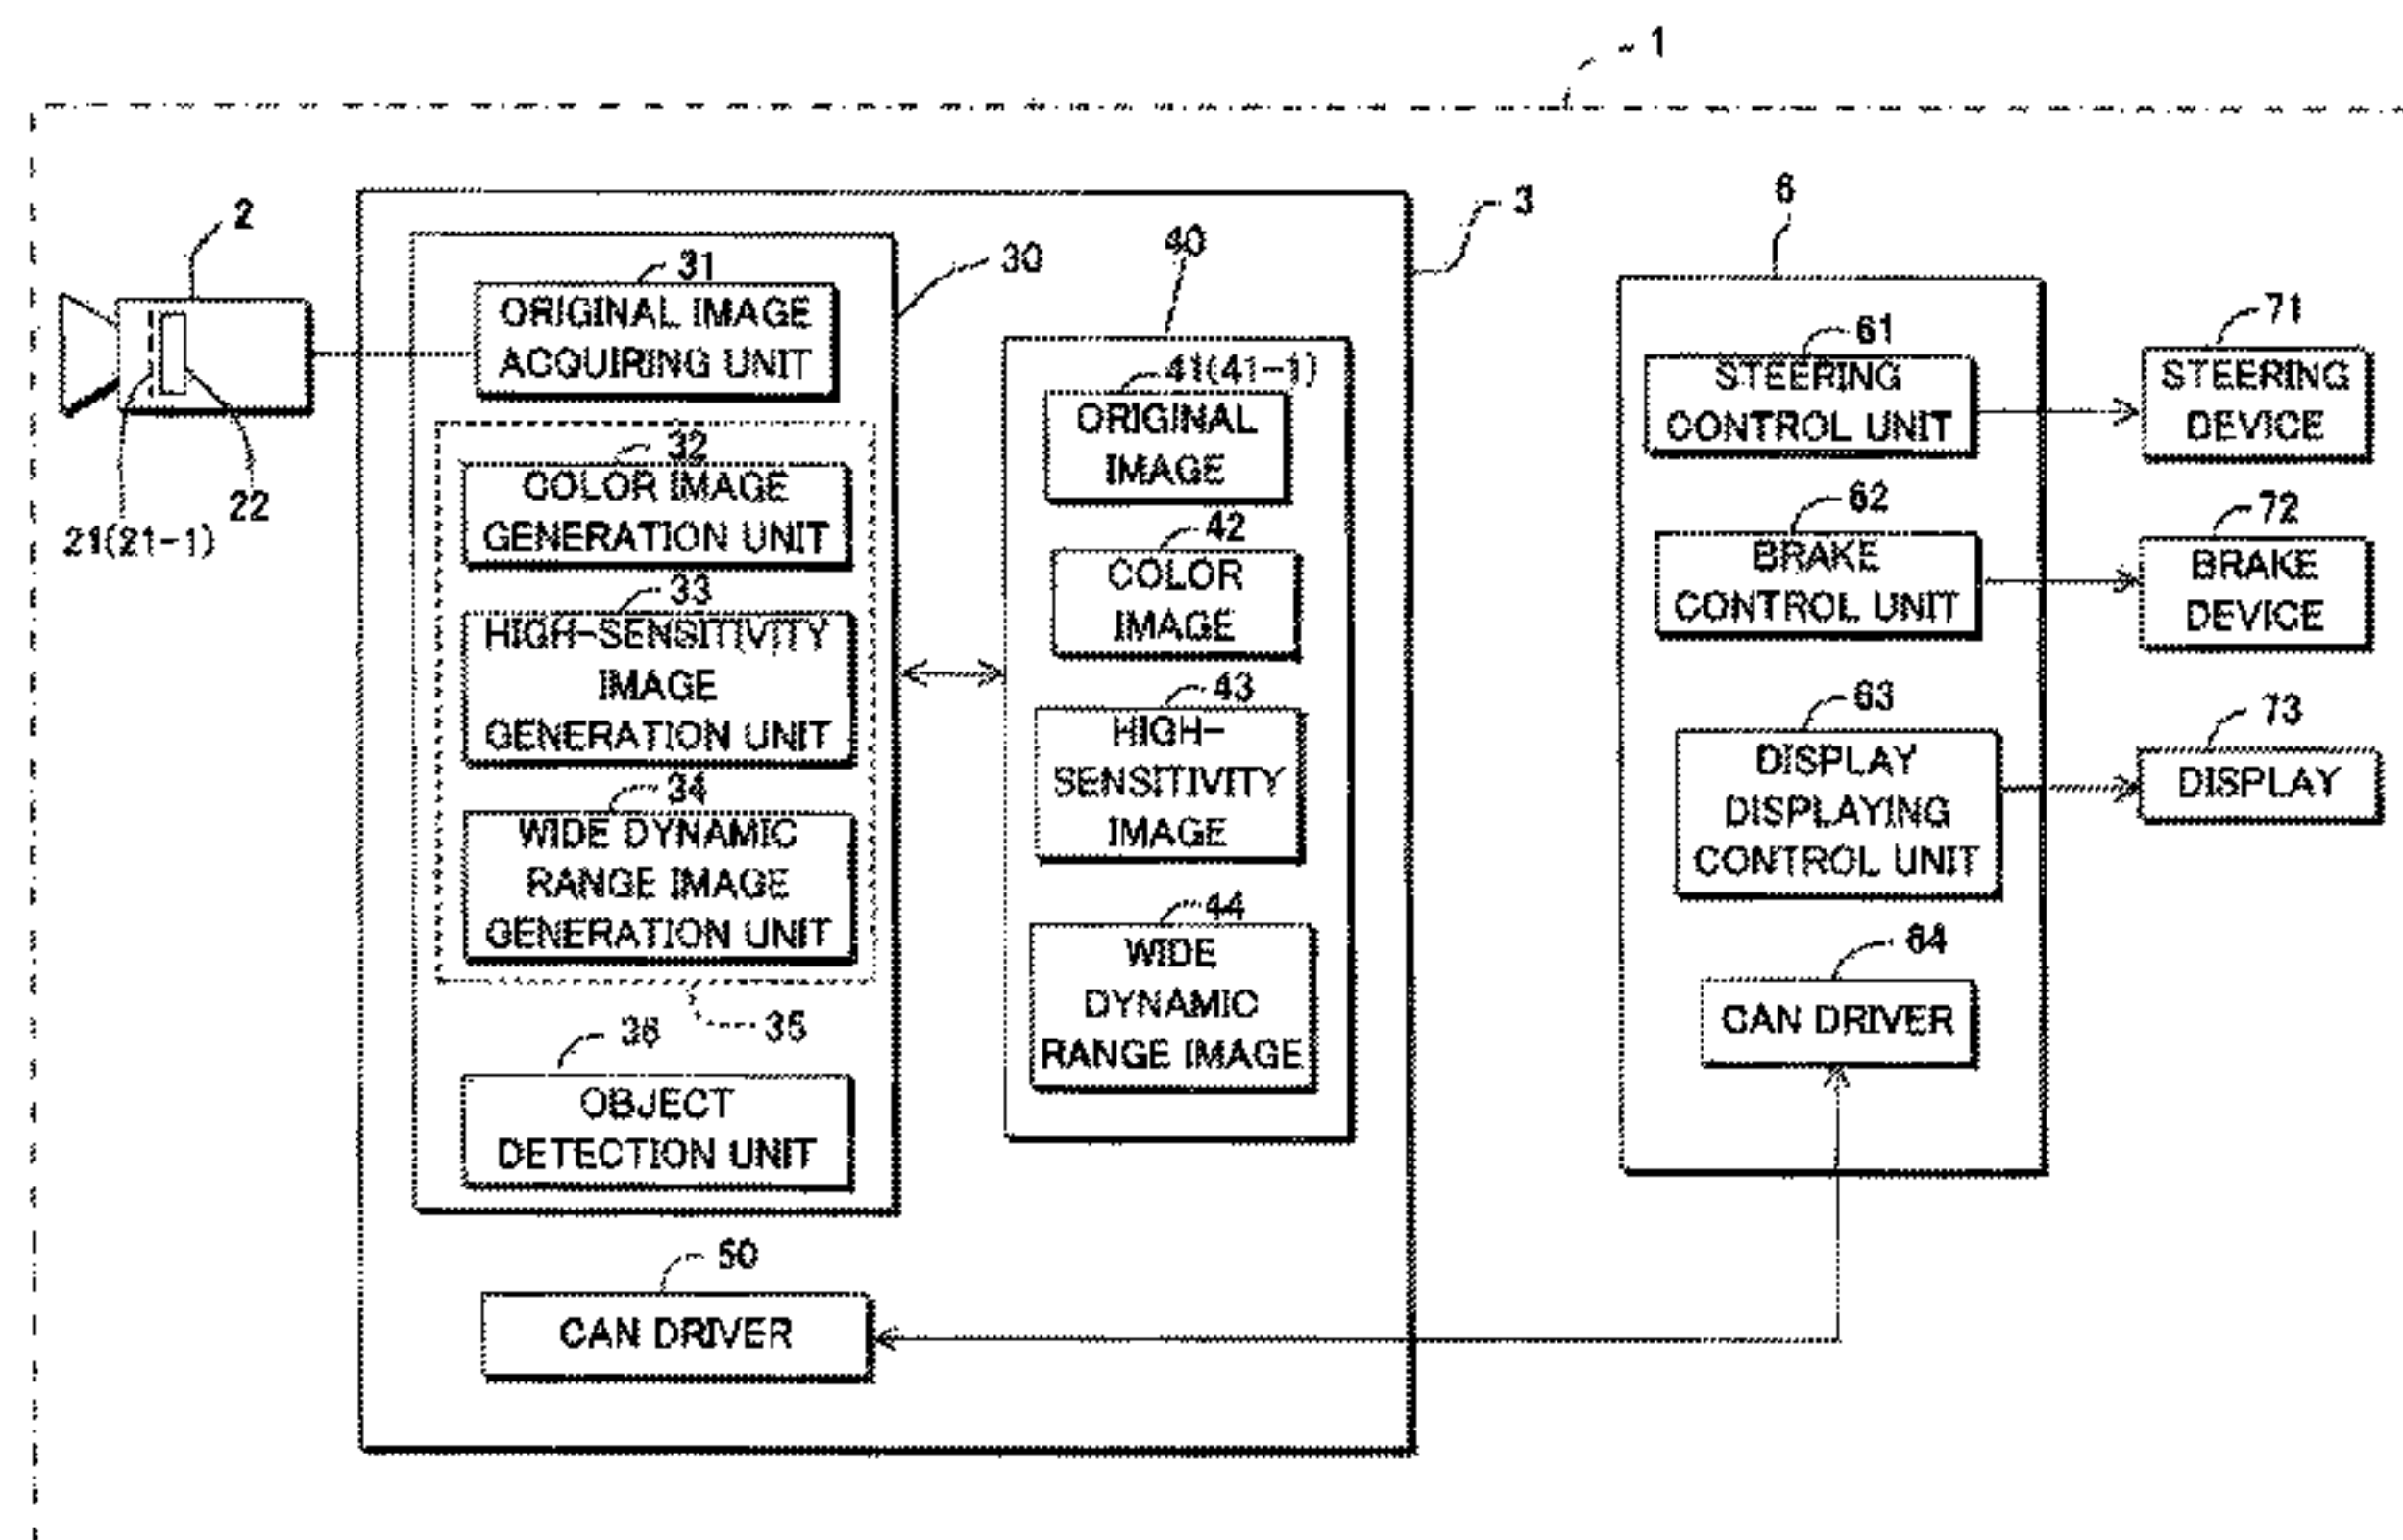 1
2
21(21-1)
22
3
30
31
ORIGINAL IMAGE
ACQUIRING UNIT
32
COLOR IMAGE
GENERATION UNIT
33
HIGH-SENSITIVITY
IMAGE
GENERATION UNIT
34
WIDE DYNAMIC
RANGE IMAGE
GENERATION UNIT
35
36
OBJECT
DETECTION UNIT
50
CAN DRIVER
40
41(41-1)
ORIGINAL
IMAGE
42
COLOR
IMAGE
43
HIGH-
SENSITIVITY
IMAGE
44
WIDE
DYNAMIC
RANGE IMAGE
6
61
STEERING
CONTROL UNIT
62
BRAKE
CONTROL UNIT
63
DISPLAY
DISPLAYING
CONTROL UNIT
64
CAN DRIVER
71
STEERING
DEVICE
72
BRAKE
DEVICE
73
DISPLAY